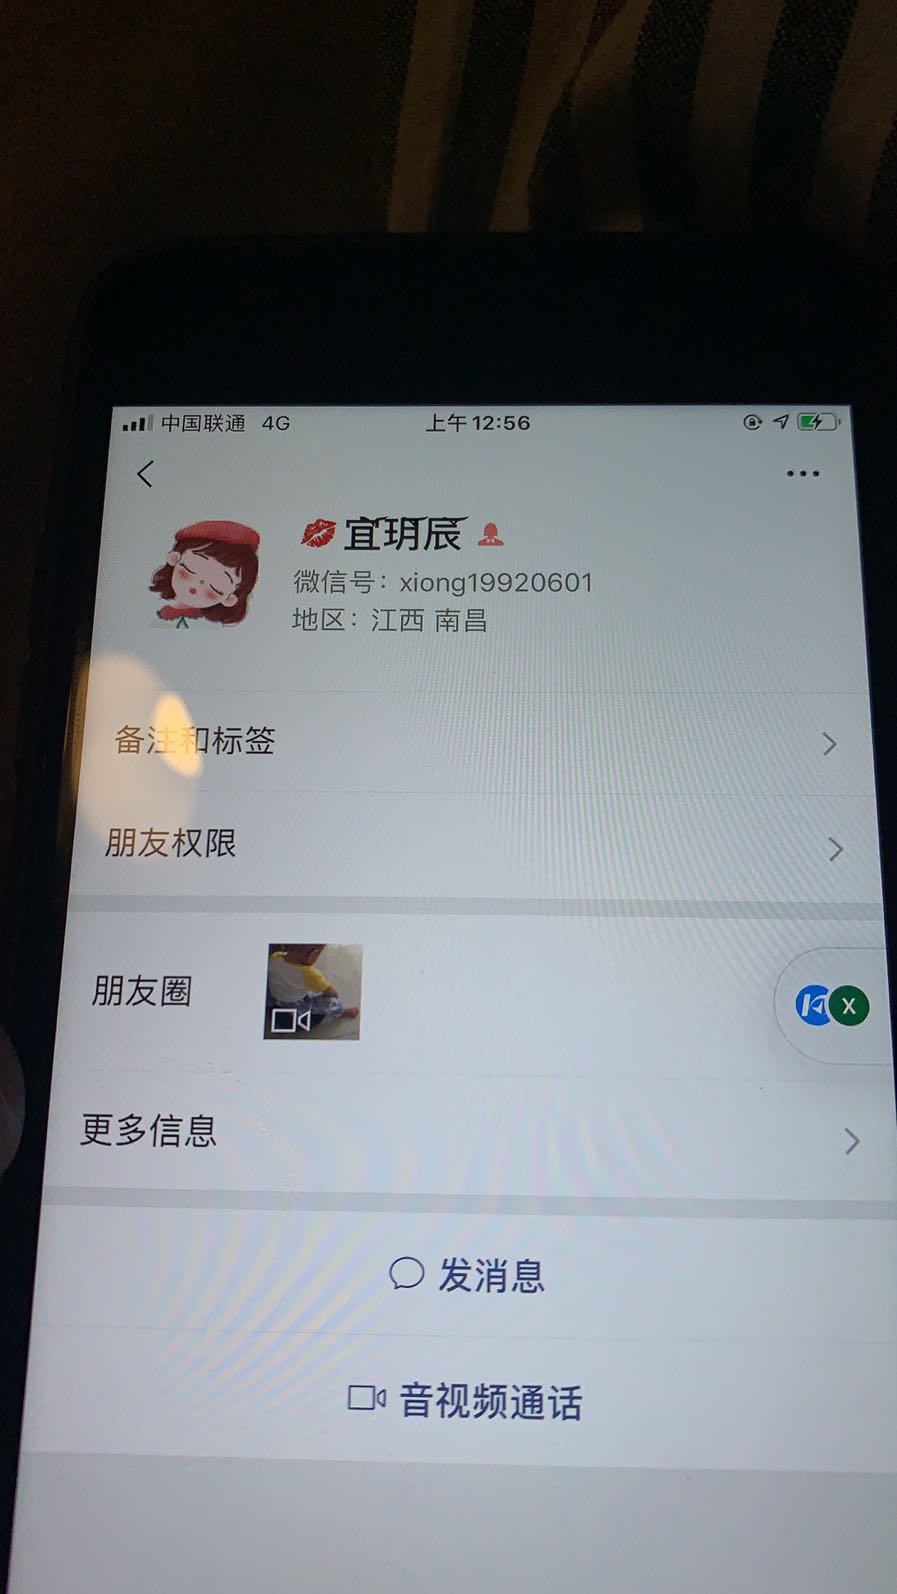 中国联通 4G 上午12:56
宜玥辰
微信号：xiong19920601
地区：江西 南昌
备注和标签
朋友权限
朋友圈
X
更多信息
发消息
音视频通话